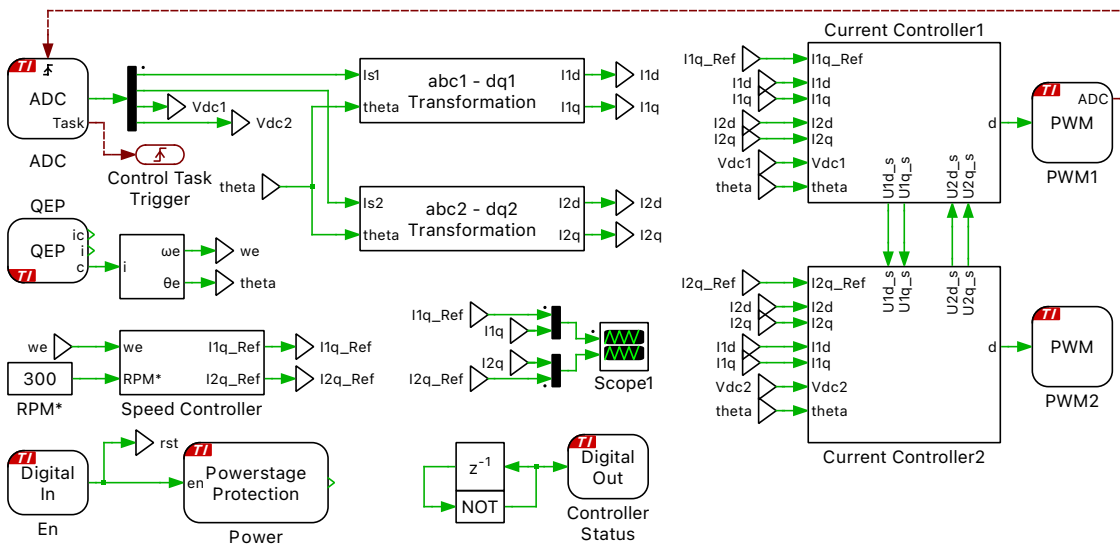 TI
ADC
Task
ADC
Vdc1
Vdc2
Control Task
Trigger
Is1
theta
abc1 - dq1
Transformation
I1d
I1q
I1d
I1q
theta
Is2
theta
abc2 - dq2
Transformation
I2d
I2q
I2d
I2q
QEP
QEP
TI
ic
i
c
i
ωe
θe
we
theta
we
300
RPM*
we
RPM*
I1q_Ref
I2q_Ref
Speed Controller
I1q_Ref
I2q_Ref
I1q_Ref
I1q
I2q
I2q_Ref
Scope1
TI
Digital
In
En
rst
en
TI
Powerstage
Protection
Power
z⁻¹
NOT
TI
Digital
Out
Controller
Status
Current Controller1
I1q_Ref
I1d
I1q
I2d
I2q
Vdc1
theta
I1q_Ref
I1d
I1q
I2d
I2q
Vdc1
theta
d
U1d_s
U1q_s
U2d_s
U2q_s
TI
ADC
PWM
PWM1
U1d_s
U1q_s
U2d_s
U2q_s
I2q_Ref
I2d
I2q
I1d
I1q
Vdc2
theta
I2q_Ref
I2d
I2q
I1d
I1q
Vdc2
theta
d
Current Controller2
TI
PWM
PWM2